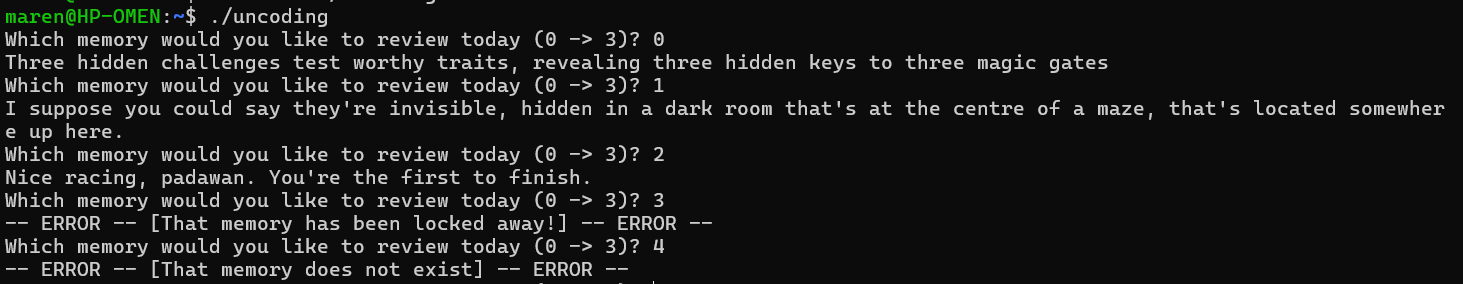 maren@HP-OMEN:~$ ./uncoding
Which memory would you like to review today (0 -> 3)? 0
Three hidden challenges test worthy traits, revealing three hidden keys to three magic gates
Which memory would you like to review today (0 -> 3)? 1
I suppose you could say they're invisible, hidden in a dark room that's at the centre of a maze, that's located somewher
e up here.
Which memory would you like to review today (0 -> 3)? 2
Nice racing, padawan. You're the first to finish.
Which memory would you like to review today (0 -> 3)? 3
-- ERROR -- [That memory has been locked away!] -- ERROR --
Which memory would you like to review today (0 -> 3)? 4
-- ERROR -- [That memory does not exist] -- ERROR --